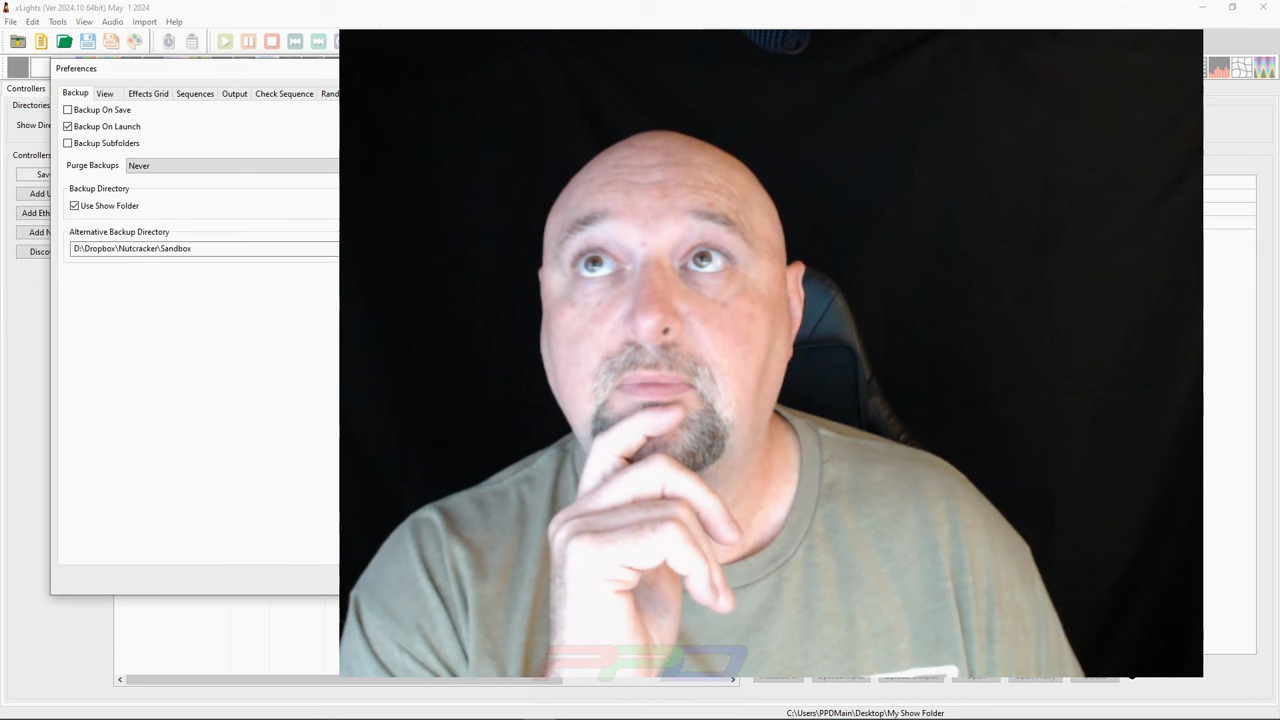 xLights (Ver 2024.10 64bit) May 1 2024
File Edit Tools View Audio Import Help
Preferences
Controllers
Backup View Effects Grid Sequences Output Check Sequence
Backup On Save
Directories
Backup On Launch
Show
Backup Subfolders
Controllers
Purge Backups Never
Backup Directory
Add
Use Show Folder
Add
Add
Alternative Backup Directory
D:\Dropbox\Nutcracker\Sandbox
PPD
C:\Users\PPDMain\Desktop\My Show Folder